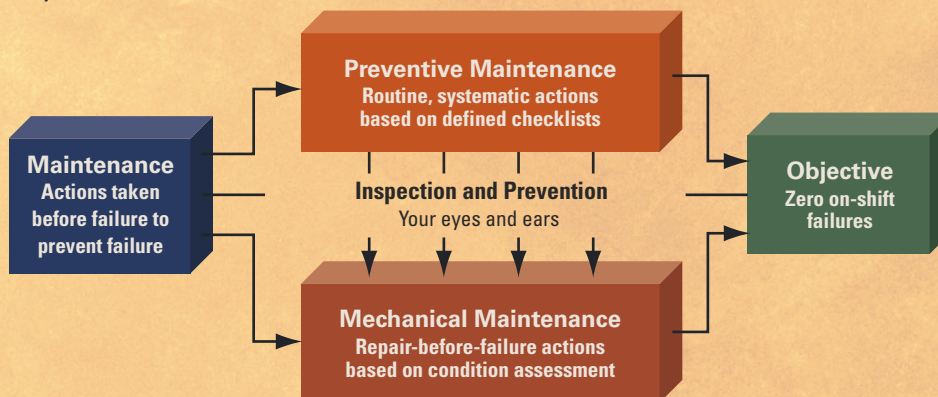 Preventive Maintenance
Routine, systematic actions
based on defined checklists
Maintenance
Actions taken
before failure to
prevent failure
Inspection and Prevention
Your eyes and ears
Objective
Zero on-shift
failures
Mechanical Maintenance
Repair-before-failure actions
based on condition assessment